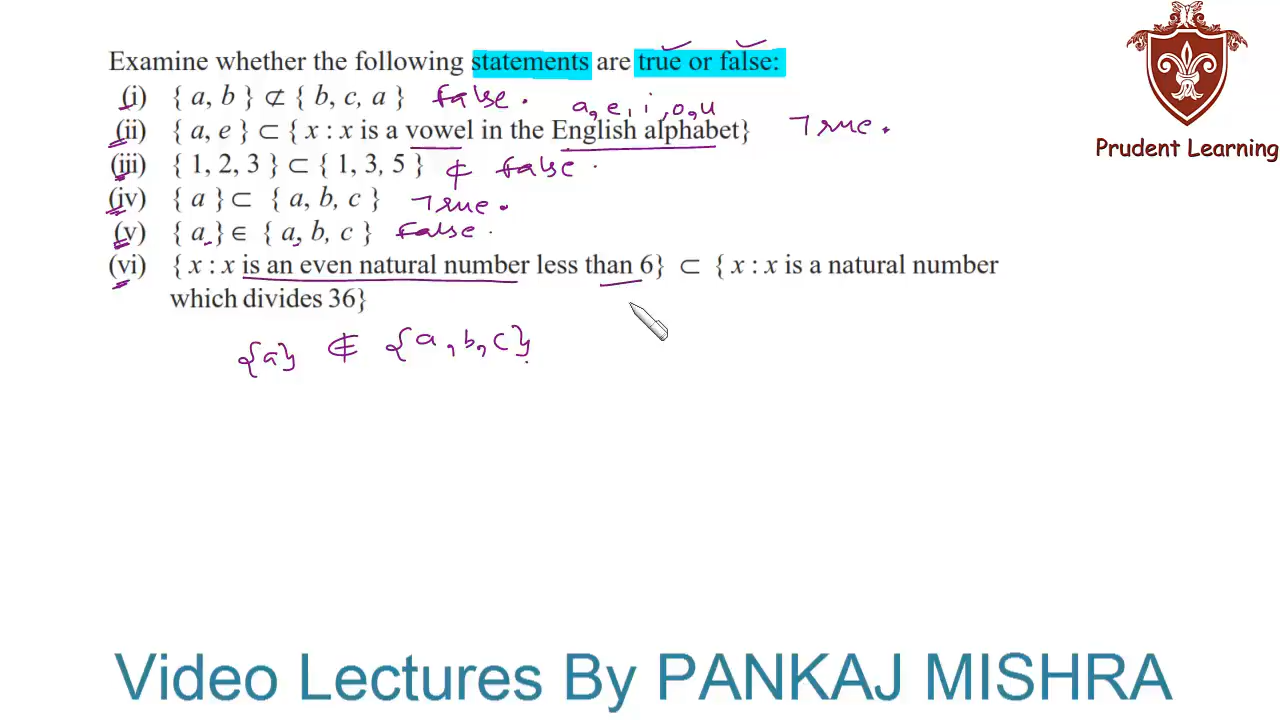 Examine whether the following statements are true or false:
(i) { a, b } ⊄ { b, c, a } false.
a, e, i, o, u
(ii) { a, e } ⊂ { x : x is a vowel in the English alphabet} True.
(iii) { 1, 2, 3 } ⊂ { 1, 3, 5 } ⊄ false.
(iv) { a } ⊂ { a, b, c } True.
(v) { a } ∈ { a, b, c } False.
(vi) { x : x is an even natural number less than 6} ⊂ { x : x is a natural number
which divides 36}
{a} ∉ {a, b, c}
Prudent Learning
Video Lectures By PANKAJ MISHRA